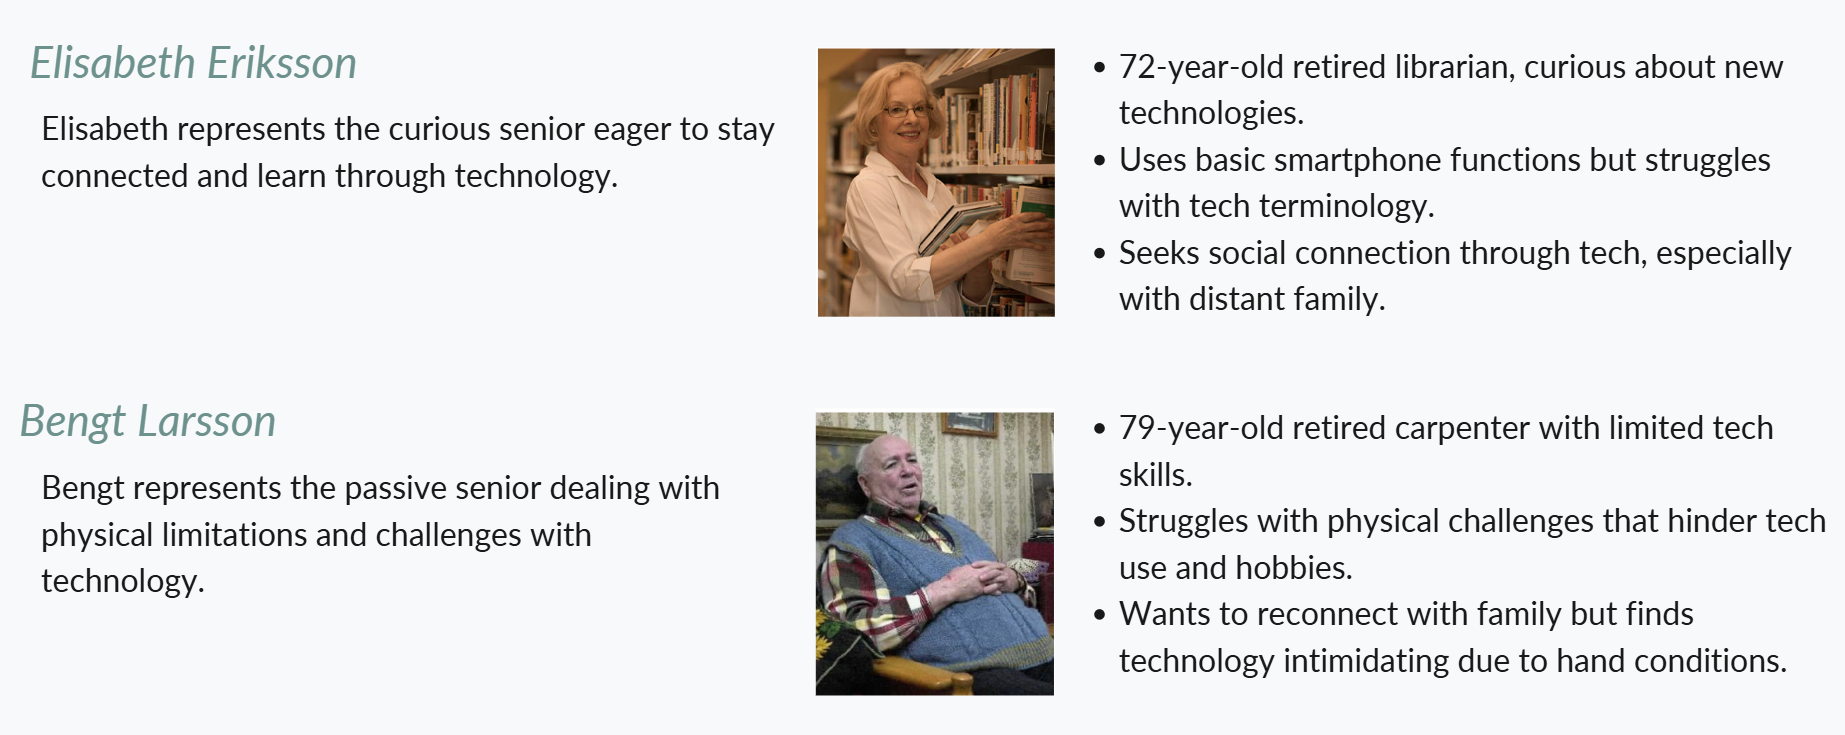 Elisabeth Eriksson
Elisabeth represents the curious senior eager to stay
connected and learn through technology.
• 72-year-old retired librarian, curious about new
technologies.
• Uses basic smartphone functions but struggles
with tech terminology.
• Seeks social connection through tech, especially
with distant family.
Bengt Larsson
Bengt represents the passive senior dealing with
physical limitations and challenges with
technology.
• 79-year-old retired carpenter with limited tech
skills.
• Struggles with physical challenges that hinder tech
use and hobbies.
• Wants to reconnect with family but finds
technology intimidating due to hand conditions.